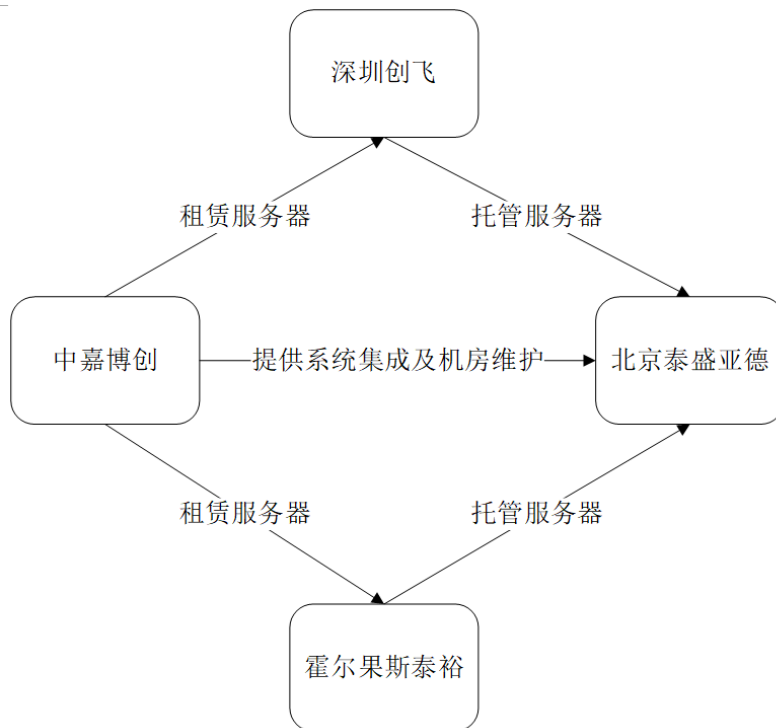 深圳创飞
租赁服务器
托管服务器
中嘉博创
提供系统集成及机房维护
北京泰盛亚德
租赁服务器
托管服务器
霍尔果斯泰裕